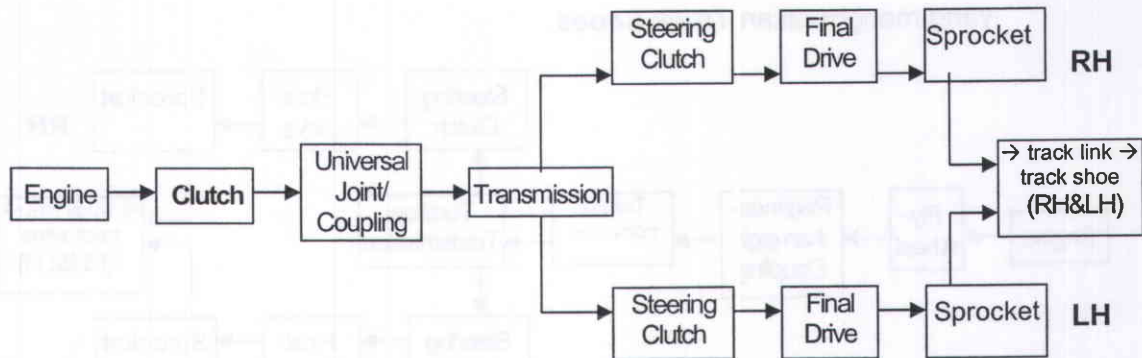 Steering
Clutch
Final
Drive
Sprocket
RH
Engine
Clutch
Universal
Joint/
Coupling
Transmission
→ track link →
track shoe
(RH&LH)
Steering
Clutch
Final
Drive
Sprocket
LH